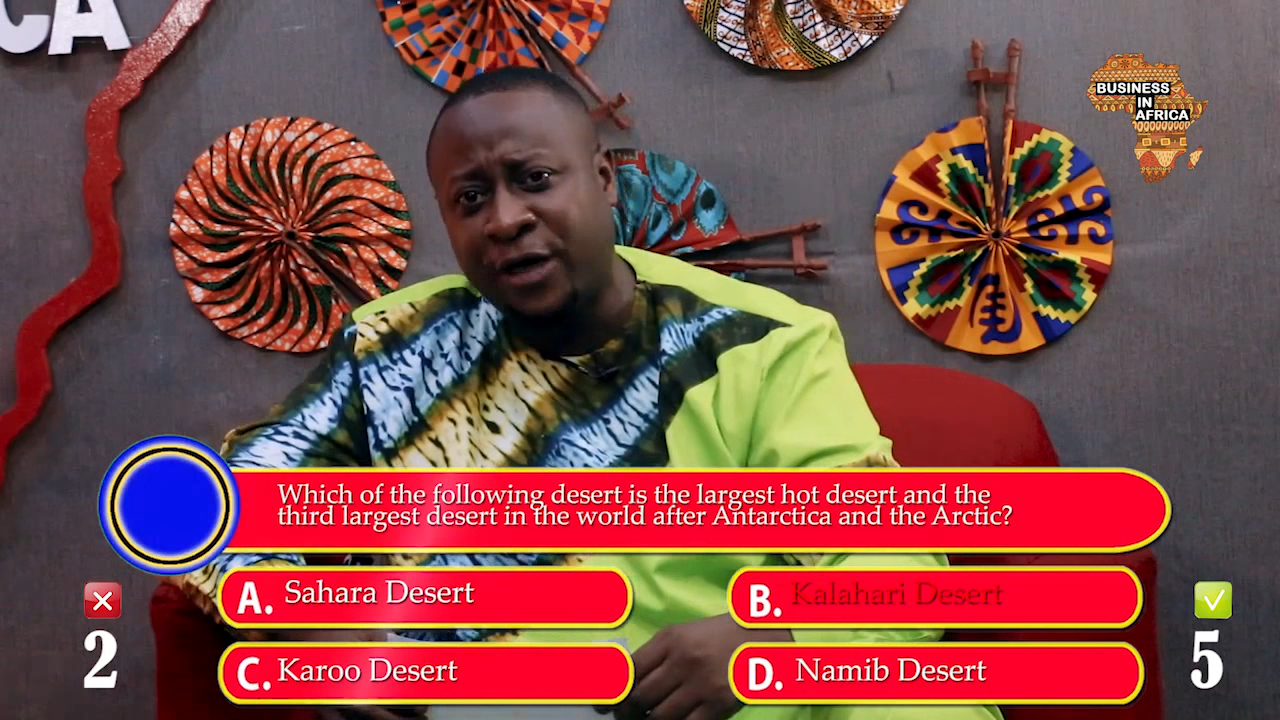 CA
BUSINESS
IN
AFRICA
Which of the following desert is the largest hot desert and the
third largest desert in the world after Antarctica and the Arctic?
A. Sahara Desert
B. Kalahari Desert
C. Karoo Desert
D. Namib Desert
2
5